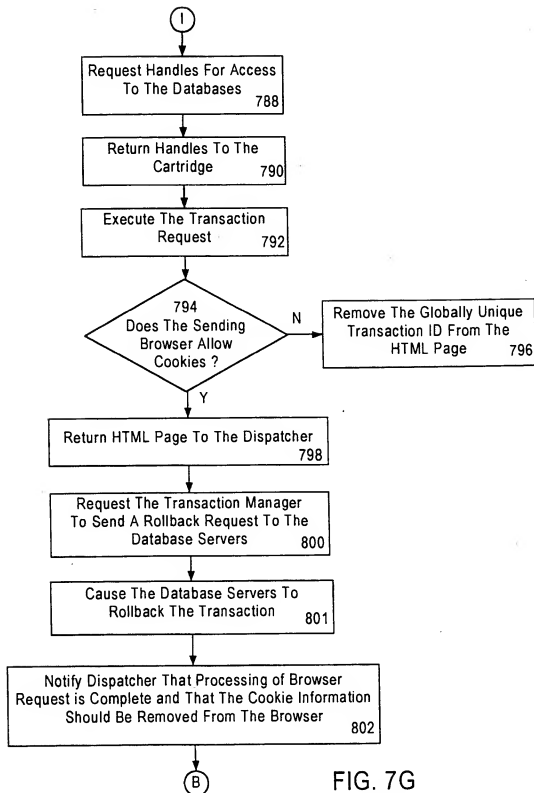 I
Request Handles For Access
To The Databases
788
Return Handles To The
Cartridge
790
Execute The Transaction
Request
792
794
Does The Sending
Browser Allow
Cookies ?
N
Remove The Globally Unique
Transaction ID From The
HTML Page
796
Y
Return HTML Page To The Dispatcher
798
Request The Transaction Manager
To Send A Rollback Request To The
Database Servers
800
Cause The Database Servers To
Rollback The Transaction
801
Notify Dispatcher That Processing of Browser
Request is Complete and That The Cookie Information
Should Be Removed From The Browser
802
B
FIG. 7G